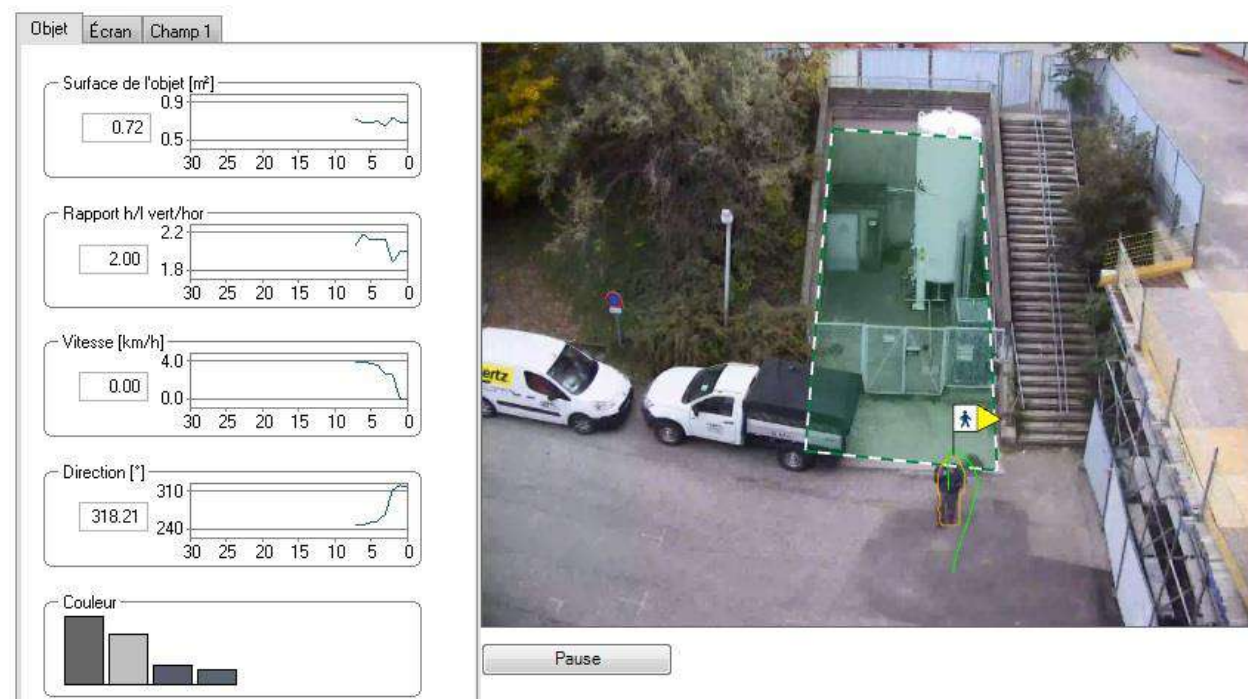 Objet Écran Champ 1
Surface de l'objet [m²]
0.9
0.72
0.5
30 25 20 15 10 5 0
Rapport h/l vert/hor
2.2
2.00
1.8
30 25 20 15 10 5 0
Vitesse [km/h]
4.0
0.00
0.0
30 25 20 15 10 5 0
Direction [°]
310
318.21
240
30 25 20 15 10 5 0
Couleur
ertz
Pause